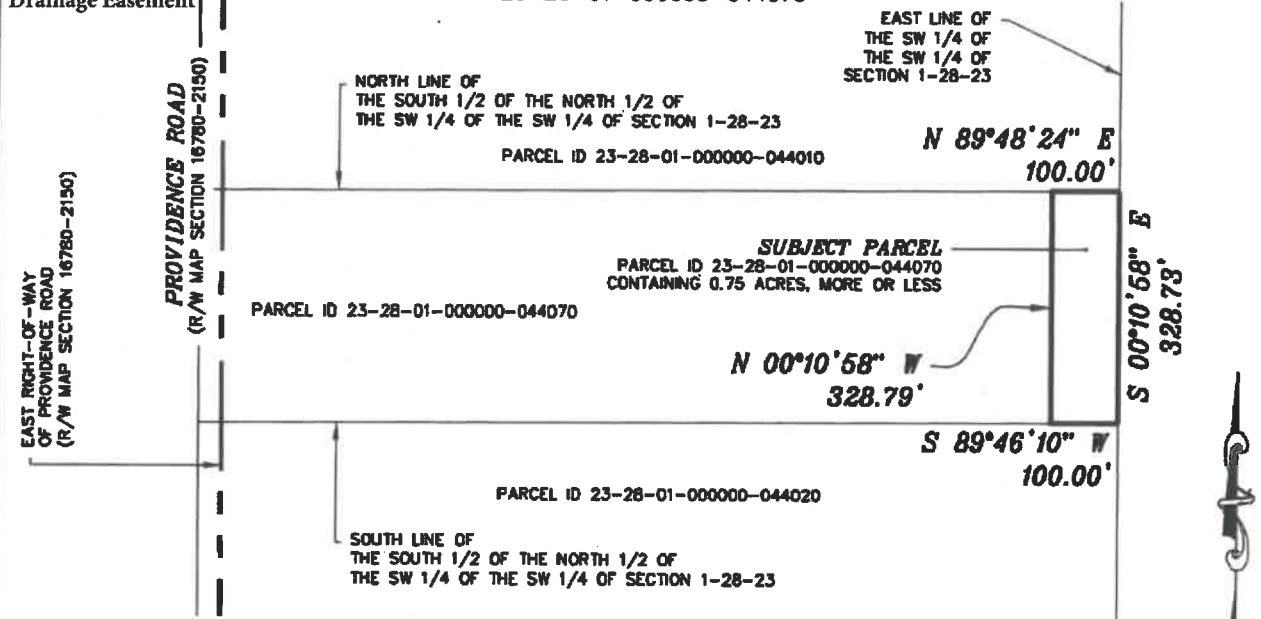 Drainage Easement
EAST LINE OF
THE SW 1/4 OF
THE SW 1/4 OF
SECTION 1-28-23
NORTH LINE OF
THE SOUTH 1/2 OF THE NORTH 1/2 OF
THE SW 1/4 OF THE SW 1/4 OF SECTION 1-28-23
PARCEL ID 23-28-01-000000-044010
N 89°48'24" E
100.00'
PROVIDENCE ROAD
(R/W MAP SECTION 16780-2150)
EAST RIGHT-OF-WAY
OF PROVIDENCE ROAD
(R/W MAP SECTION 16780-2150)
SUBJECT PARCEL
PARCEL ID 23-28-01-000000-044070
CONTAINING 0.75 ACRES, MORE OR LESS
PARCEL ID 23-28-01-000000-044070
N 00°10'58" W
328.79'
S 00°10'58" E
328.73'
S 89°46'10" W
100.00'
PARCEL ID 23-28-01-000000-044020
SOUTH LINE OF
THE SOUTH 1/2 OF THE NORTH 1/2 OF
THE SW 1/4 OF THE SW 1/4 OF SECTION 1-28-23